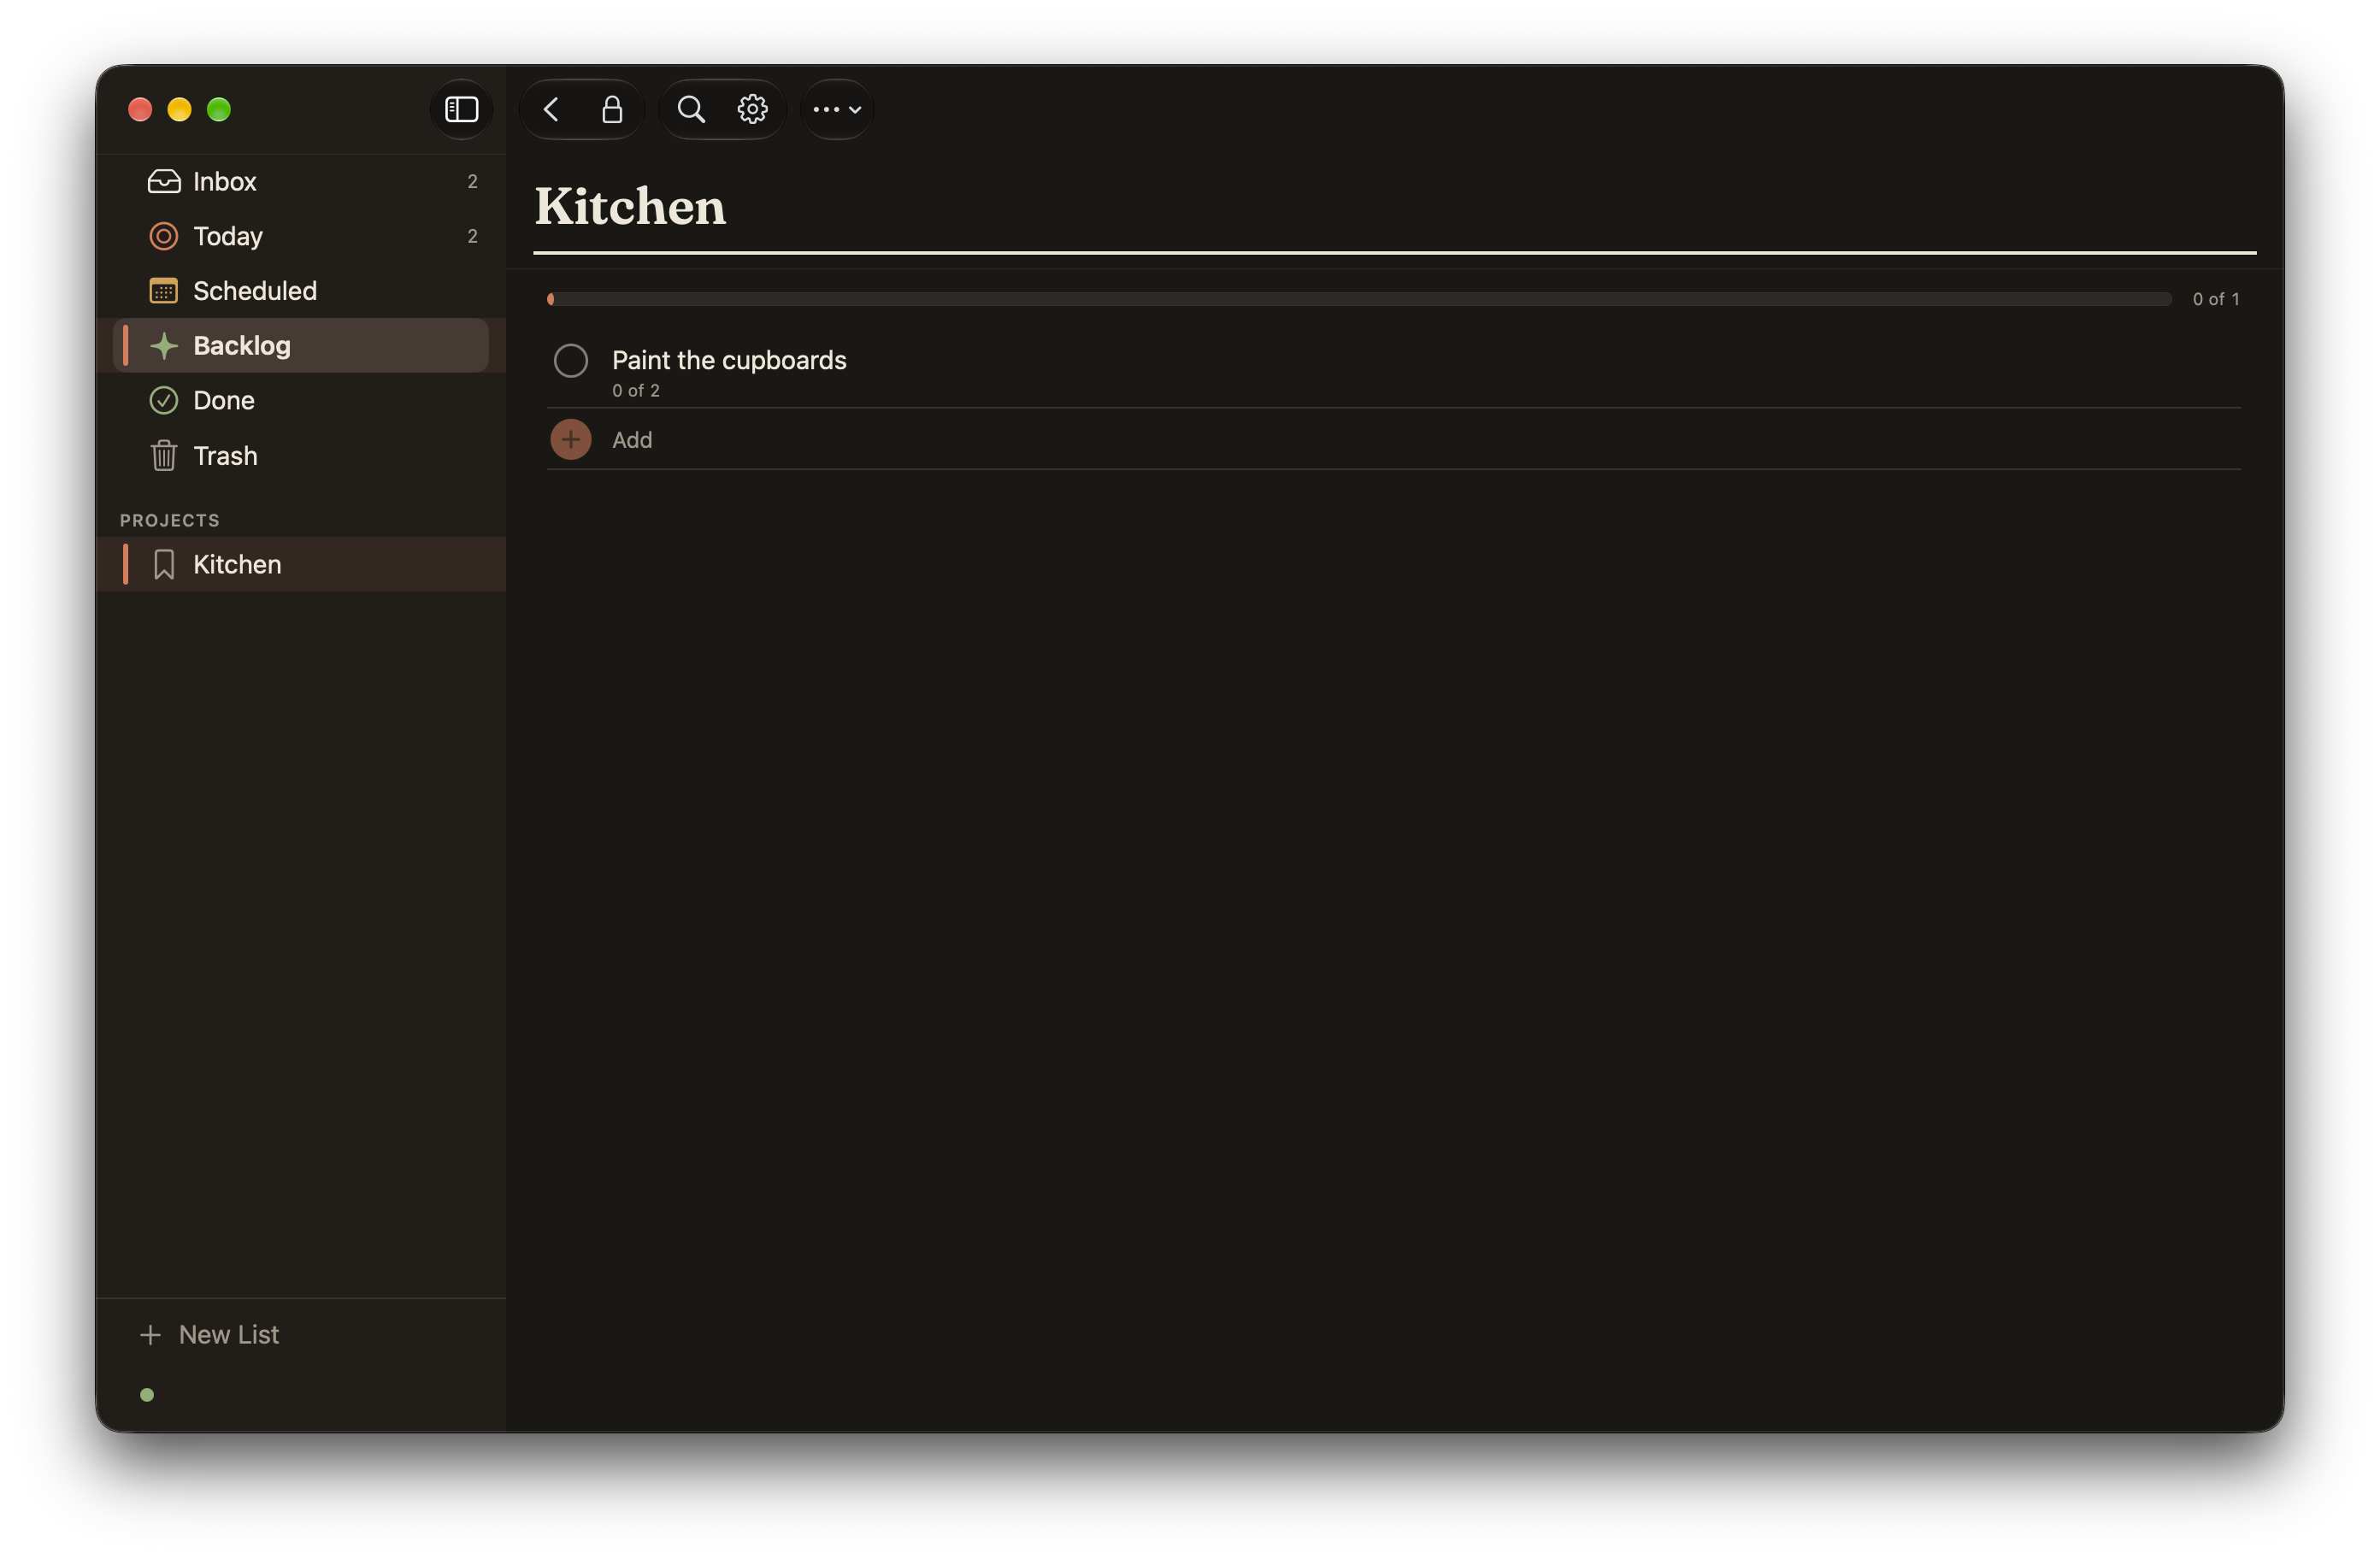 Inbox 2
Today 2
Scheduled
Backlog
Done
Trash
PROJECTS
Kitchen
New List
Kitchen
0 of 1
Paint the cupboards
0 of 2
Add